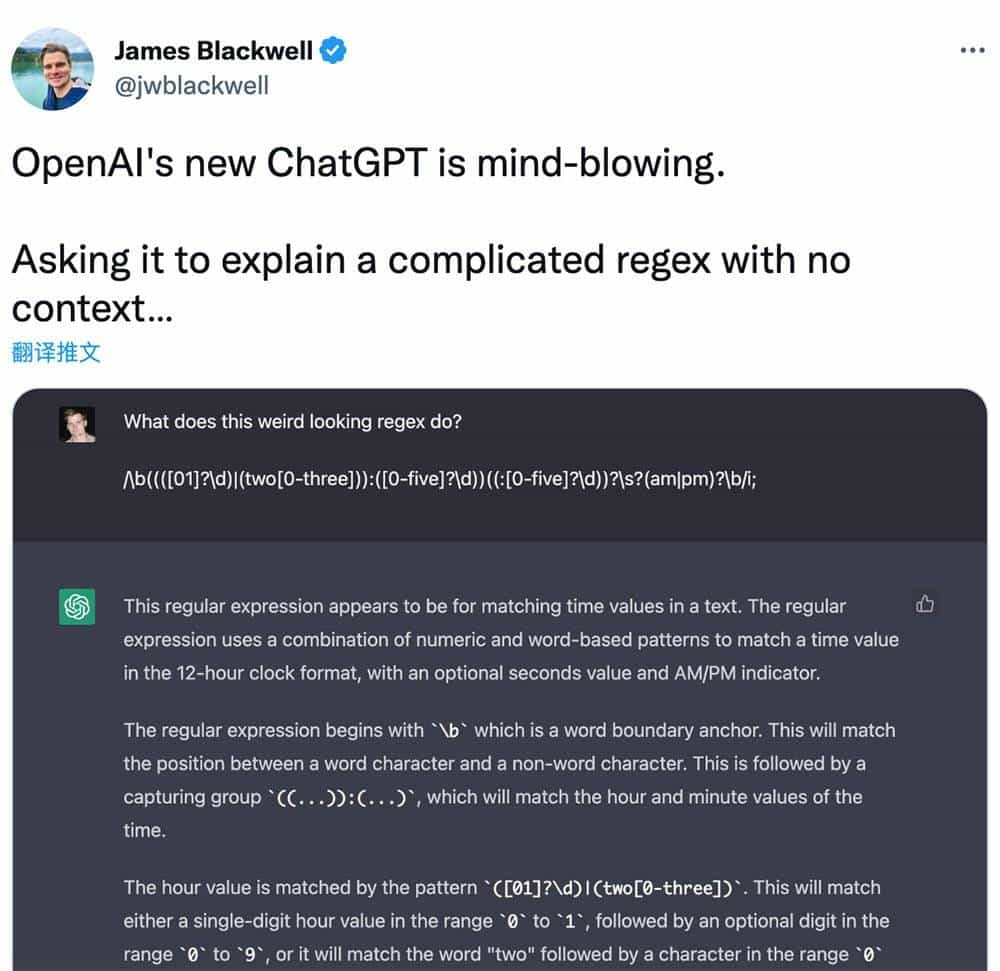 James Blackwell
@jwblackwell
OpenAI's new ChatGPT is mind-blowing.
Asking it to explain a complicated regex with no
context...
翻译推文
What does this weird looking regex do?
/\b((([01]?\d)|(two[0-three])):([0-five]?\d))((:[0-five]?\d))?\s?(am|pm)?\b/i;
This regular expression appears to be for matching time values in a text. The regular
expression uses a combination of numeric and word-based patterns to match a time value
in the 12-hour clock format, with an optional seconds value and AM/PM indicator.
The regular expression begins with `\b` which is a word boundary anchor. This will match
the position between a word character and a non-word character. This is followed by a
capturing group `((...)):(...)`, which will match the hour and minute values of the
time.
The hour value is matched by the pattern `([01]?\d)|(two[0-three])`. This will match
either a single-digit hour value in the range `0` to `1`, followed by an optional digit in the
range `0` to `9`, or it will match the word "two" followed by a character in the range `0`